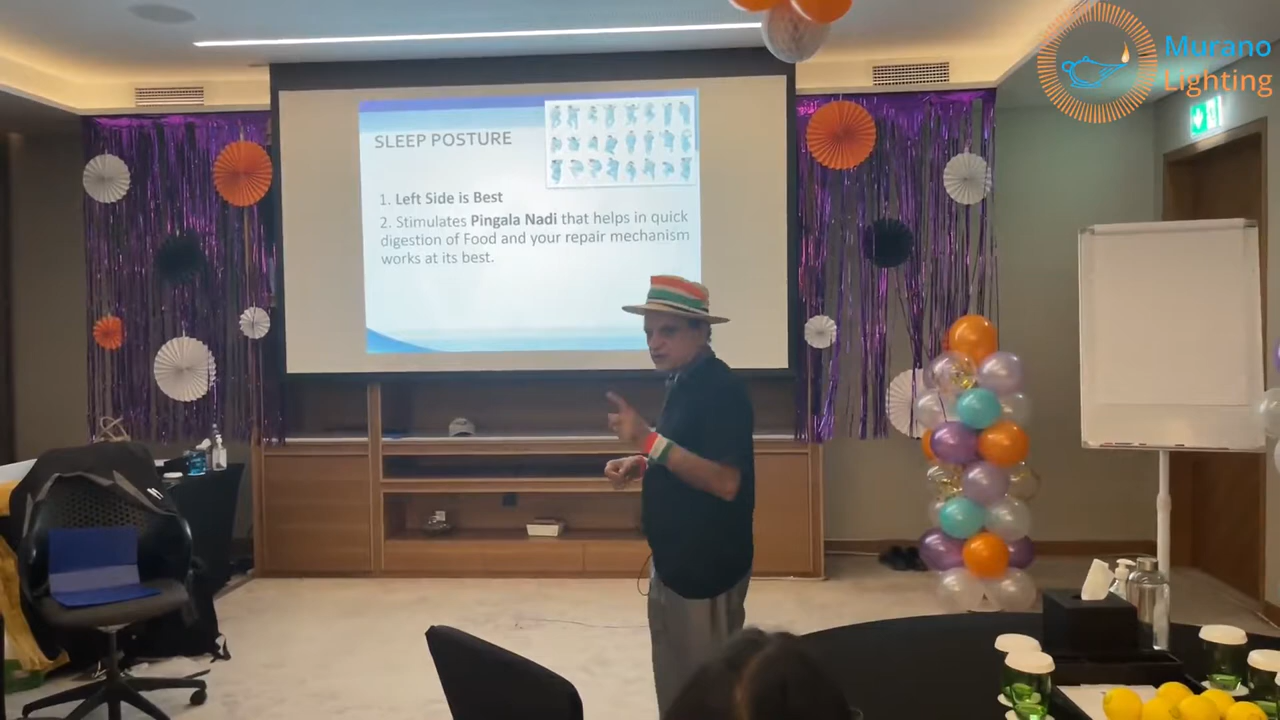 Murano
Lighting
SLEEP POSTURE
1. Left Side is Best
2. Stimulates Pingala Nadi that helps in quick
digestion of Food and your repair mechanism
works at its best.